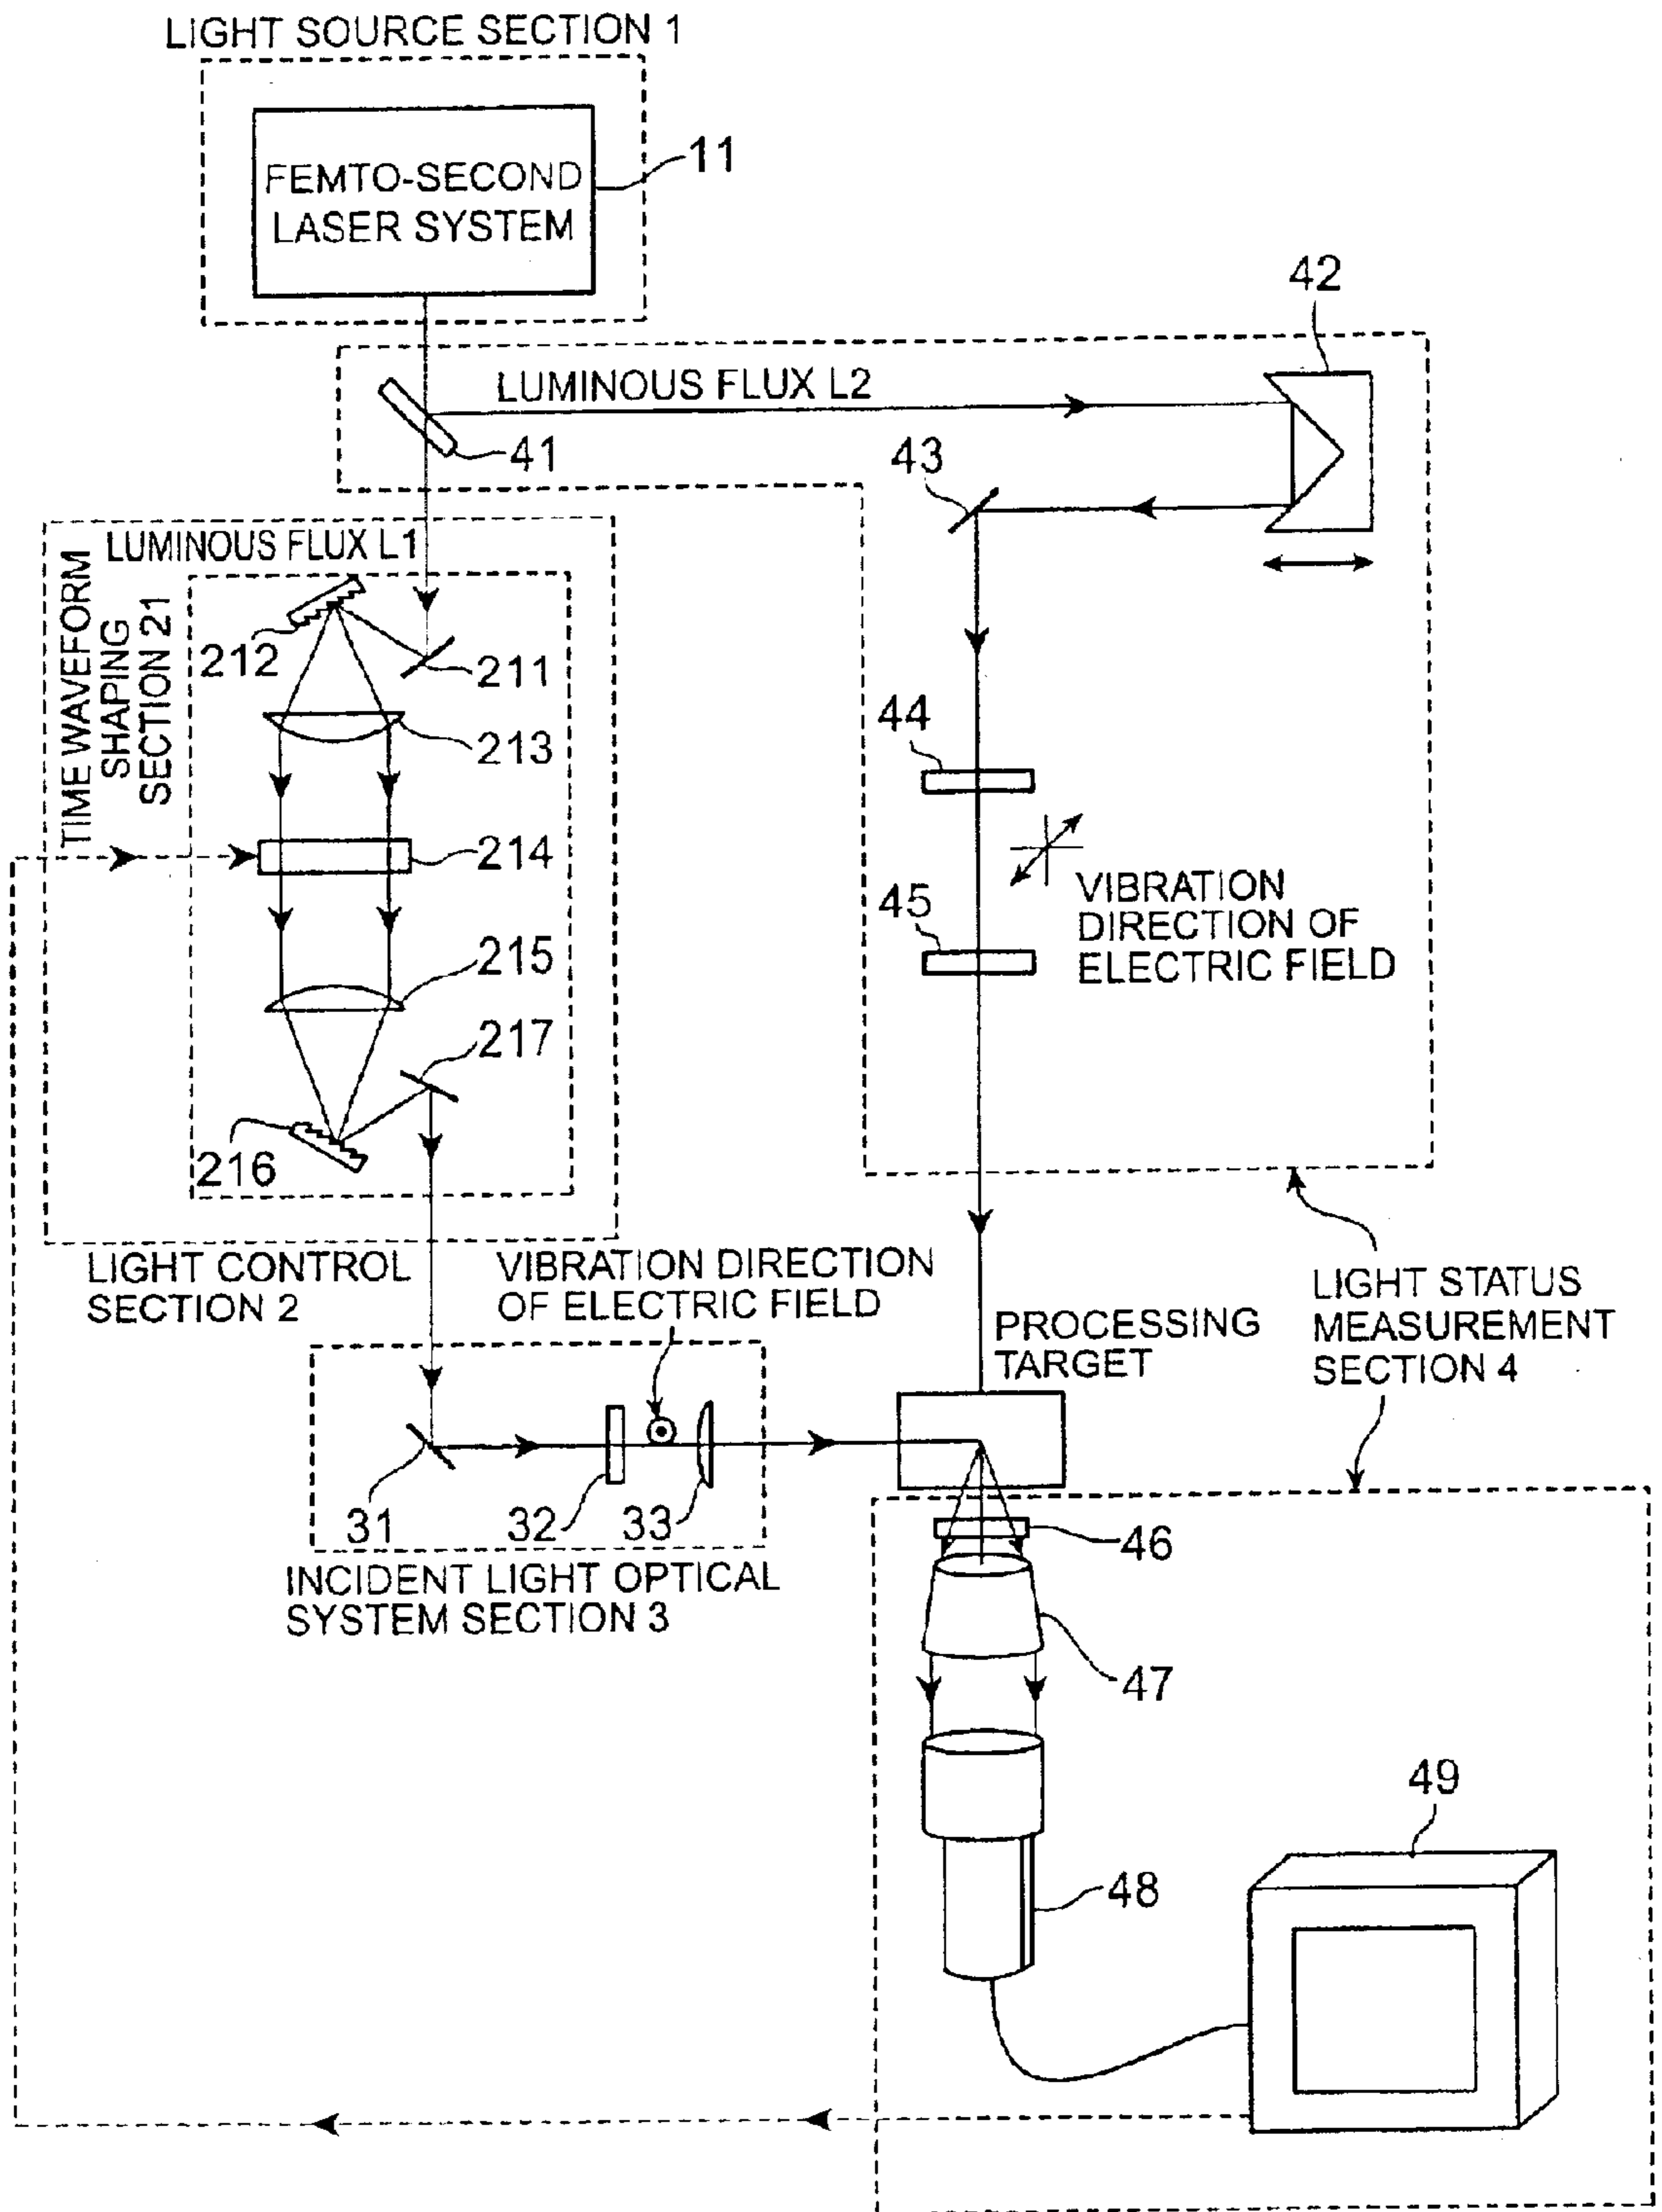 LIGHT SOURCE SECTION 1
FEMTO-SECOND
LASER SYSTEM
11
42
LUMINOUS FLUX L2
41
43
LUMINOUS FLUX L1
TIME WAVEFORM
SHAPING
SECTION 21
212
211
213
44
214
45
VIBRATION
DIRECTION OF
ELECTRIC FIELD
215
217
216
LIGHT CONTROL
SECTION 2
VIBRATION DIRECTION
OF ELECTRIC FIELD
LIGHT STATUS
MEASUREMENT
SECTION 4
PROCESSING
TARGET
31
32
33
46
INCIDENT LIGHT OPTICAL
SYSTEM SECTION 3
47
49
48